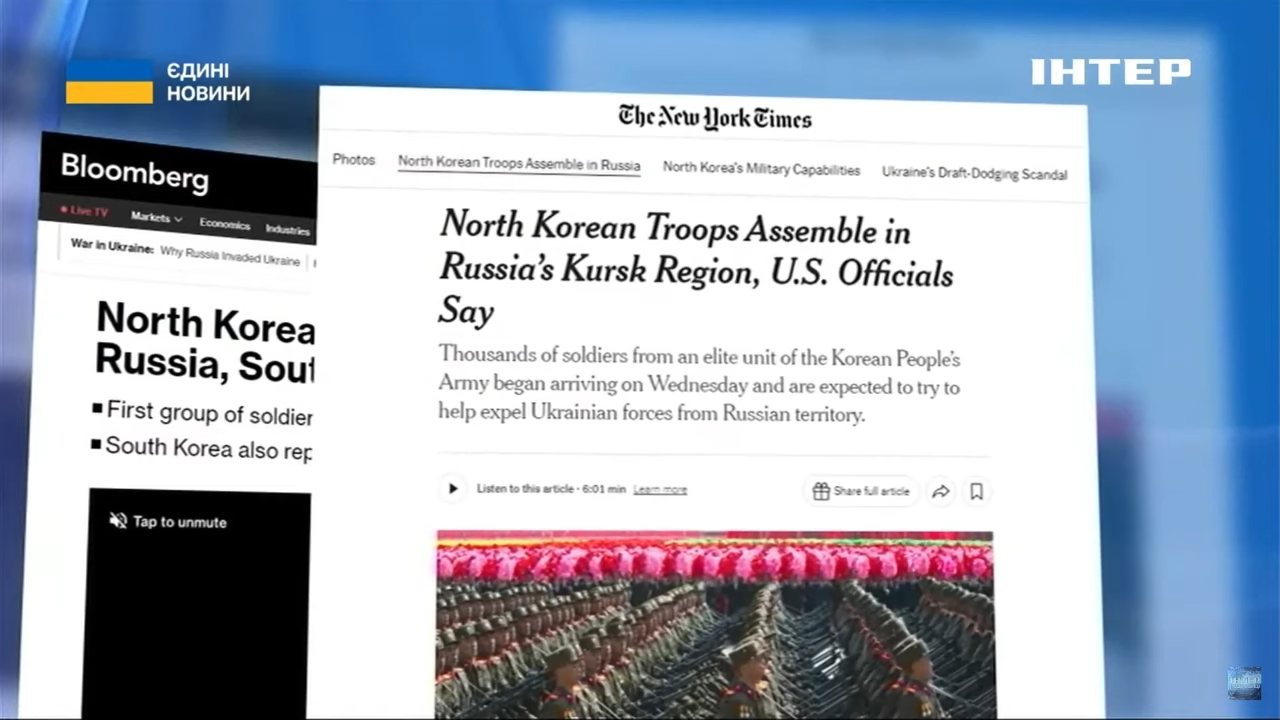 ЄДИНІ
НОВИНИ
ІНТЕР
The New York Times
Photos North Korean Troops Assemble in Russia North Korea's Military Capabilities Ukraine's Draft-Dodging Scandal
North Korean Troops Assemble in
Russia's Kursk Region, U.S. Officials
Say
Thousands of soldiers from an elite unit of the Korean People's
Army began arriving on Wednesday and are expected to try to
help expel Ukrainian forces from Russian territory.
Listen to this article · 6:01 min Learn more
Share full article
Bloomberg
Live TV Markets Economics Industries
War in Ukraine: Why Russia Invaded Ukraine
North Korea
Russia, Sout
First group of soldier
South Korea also rep
Tap to unmute